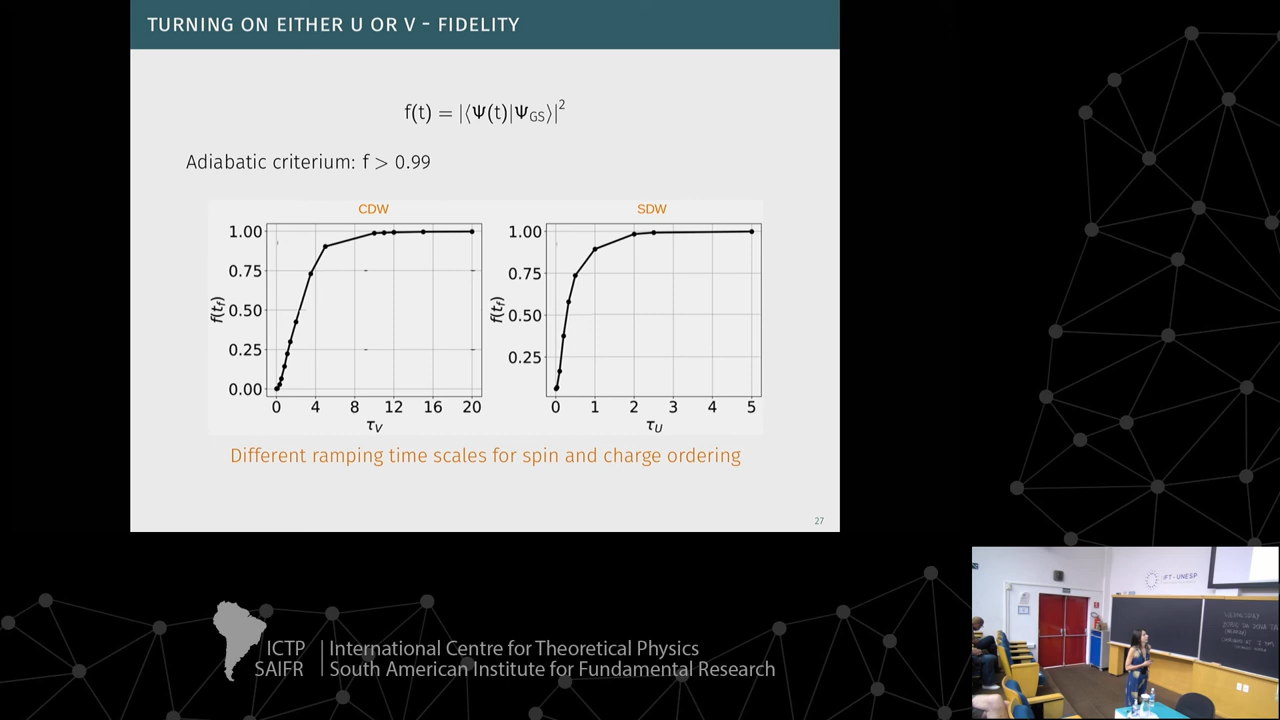 TURNING ON EITHER U OR V – FIDELITY
f(t) = |⟨Ψ(t)|Ψ_GS⟩|²
Adiabatic criterium: f > 0.99
CDW
1.00
0.75
0.50
0.25
0.00
f(t_f)
0 4 8 12 16 20
τ_V
SDW
1.00
0.75
0.50
0.25
f(t_f)
0 1 2 3 4 5
τ_U
Different ramping time scales for spin and charge ordering
27
IFT - UNESP
ICTP
SAIFR
International Centre for Theoretical Physics
South American Institute for Fundamental Research